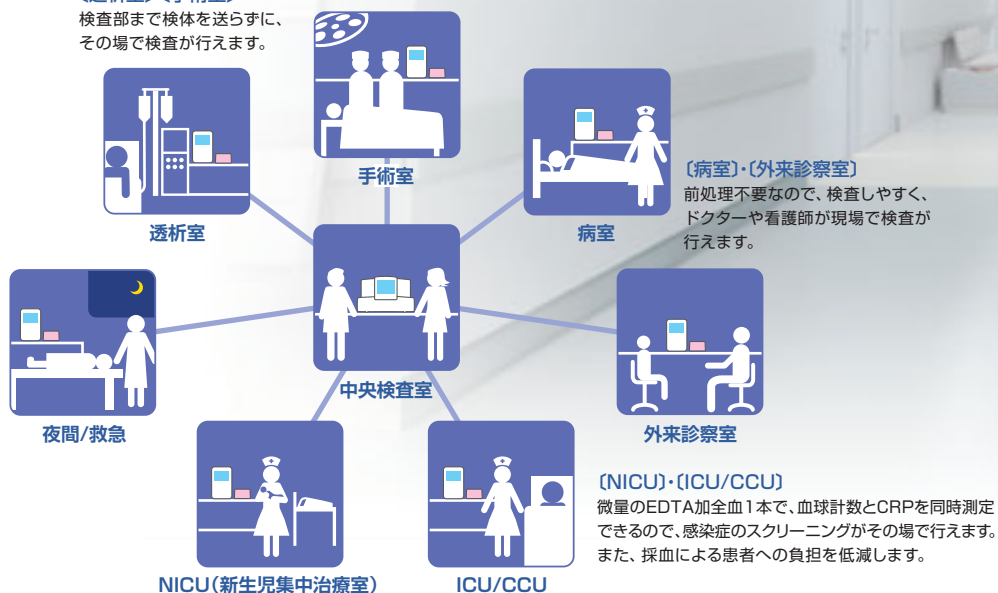 検査部まで検体を送らずに、
その場で検査が行えます。
手術室
透析室
病室
〔病室〕・〔外来診察室〕
前処理不要なので、検査しやすく、
ドクターや看護師が現場で検査が
行えます。
中央検査室
夜間/救急
外来診察室
〔NICU〕・〔ICU/CCU〕
微量のEDTA加全血1本で、血球計数とCRPを同時測定
できるので、感染症のスクリーニングがその場で行えます。
また、採血による患者への負担を低減します。
NICU(新生児集中治療室)
ICU/CCU